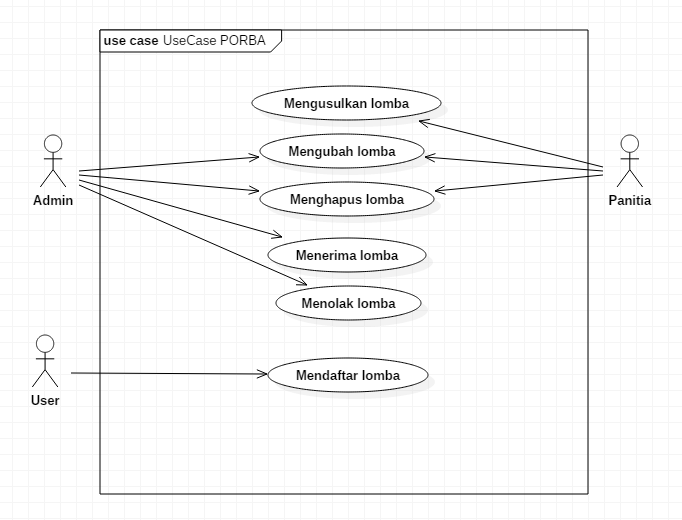 use case UseCase PORBA
Mengusulkan lomba
Mengubah lomba
Menghapus lomba
Admin
Panitia
Menerima lomba
Menolak lomba
Mendaftar lomba
User